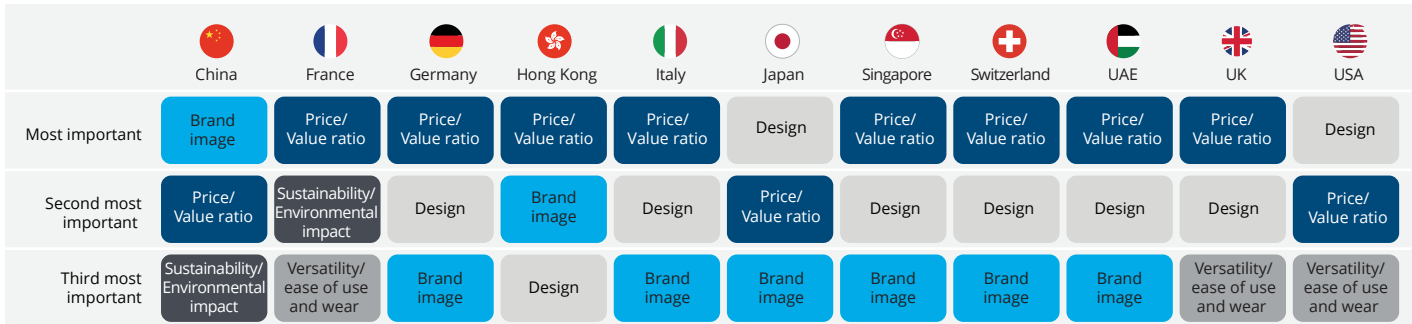 China France Germany Hong Kong Italy Japan Singapore Switzerland UAE UK USA
Most important
Brand
image
Price/
Value ratio
Price/
Value ratio
Price/
Value ratio
Price/
Value ratio
Design
Price/
Value ratio
Price/
Value ratio
Price/
Value ratio
Price/
Value ratio
Design
Second most
important
Price/
Value ratio
Sustainability/
Environmental
impact
Design
Brand
image
Design
Price/
Value ratio
Design
Design
Design
Design
Price/
Value ratio
Third most
important
Sustainability/
Environmental
impact
Versatility/
ease of use
and wear
Brand
image
Design
Brand
image
Brand
image
Brand
image
Brand
image
Brand
image
Versatility/
ease of use
and wear
Versatility/
ease of use
and wear